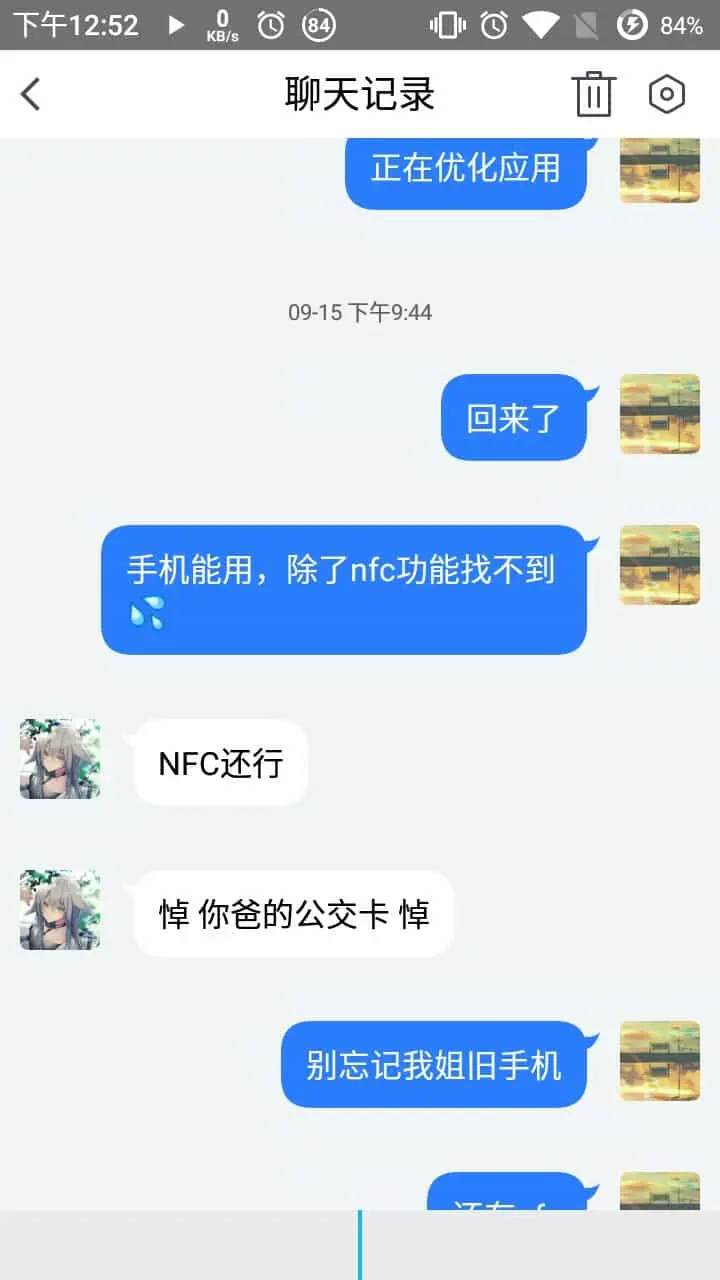 下午12:52 0 KB/s 84 84%
聊天记录
正在优化应用
09-15 下午9:44
回来了
手机能用，除了nfc功能找不到
NFC还行
悼 你爸的公交卡 悼
别忘记我姐旧手机